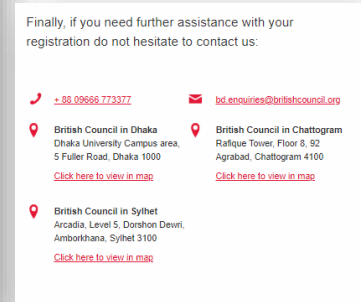 Finally, if you need further assistance with your
registration do not hesitate to contact us:
+ 88 09666 773377
bd.enquiries@britishcouncil.org
British Council in Dhaka
Dhaka University Campus area,
5 Fuller Road, Dhaka 1000
Click here to view in map
British Council in Chattogram
Rafique Tower, Floor 8, 92
Agrabad, Chattogram 4100
Click here to view in map
British Council in Sylhet
Arcadia, Level 5, Dorshon Dewri,
Amborkhana, Sylhet 3100
Click here to view in map